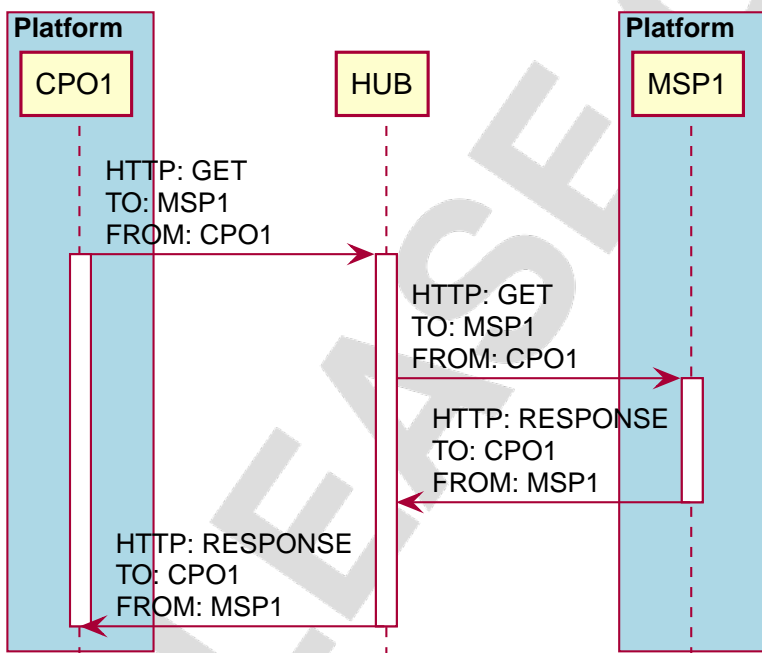 Platform
Platform
CPO1
HUB
MSP1
HTTP: GET
TO: MSP1
FROM: CPO1
HTTP: GET
TO: MSP1
FROM: CPO1
HTTP: RESPONSE
TO: CPO1
FROM: MSP1
HTTP: RESPONSE
TO: CPO1
FROM: MSP1